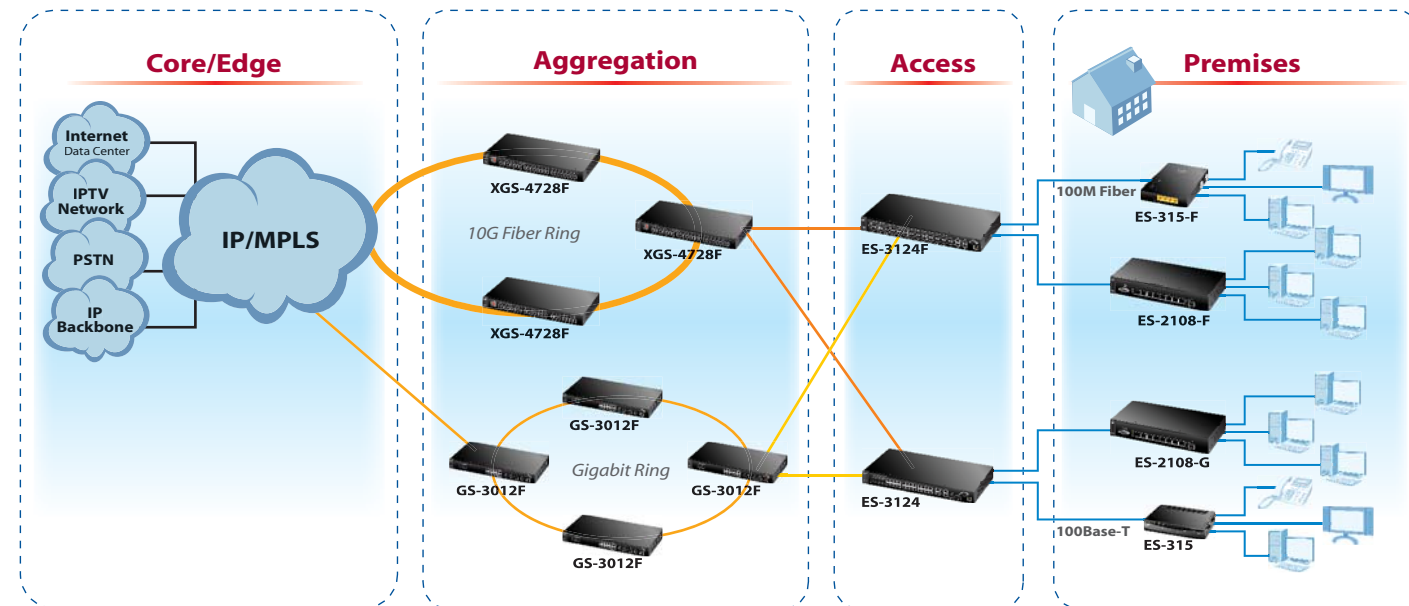 Core/Edge
Aggregation
Access
Premises
Internet
Data Center
IPTV
Network
PSTN
IP
Backbone
IP/MPLS
XGS-4728F
10G Fiber Ring
XGS-4728F
XGS-4728F
GS-3012F
GS-3012F
Gigabit Ring
GS-3012F
GS-3012F
ES-3124F
ES-3124
100M Fiber
ES-315-F
ES-2108-F
ES-2108-G
100Base-T
ES-315